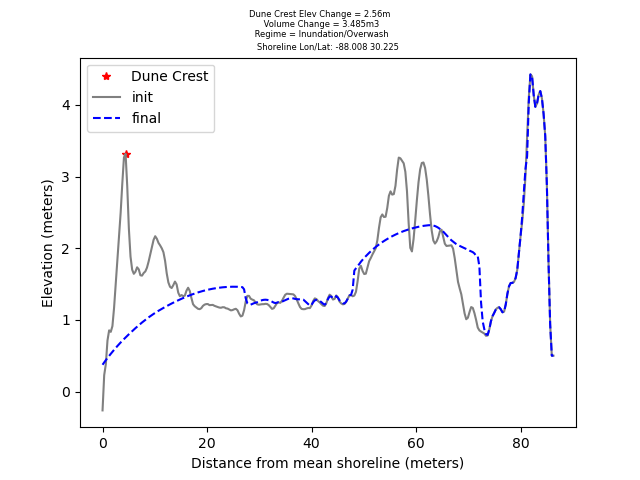 Dune Crest Elev Change = 2.56m
Volume Change = 3.485m3
Regime = Inundation/Overwash
Shoreline Lon/Lat: -88.008 30.225
Dune Crest
init
final
Elevation (meters)
4
3
2
1
0
0 20 40 60 80
Distance from mean shoreline (meters)